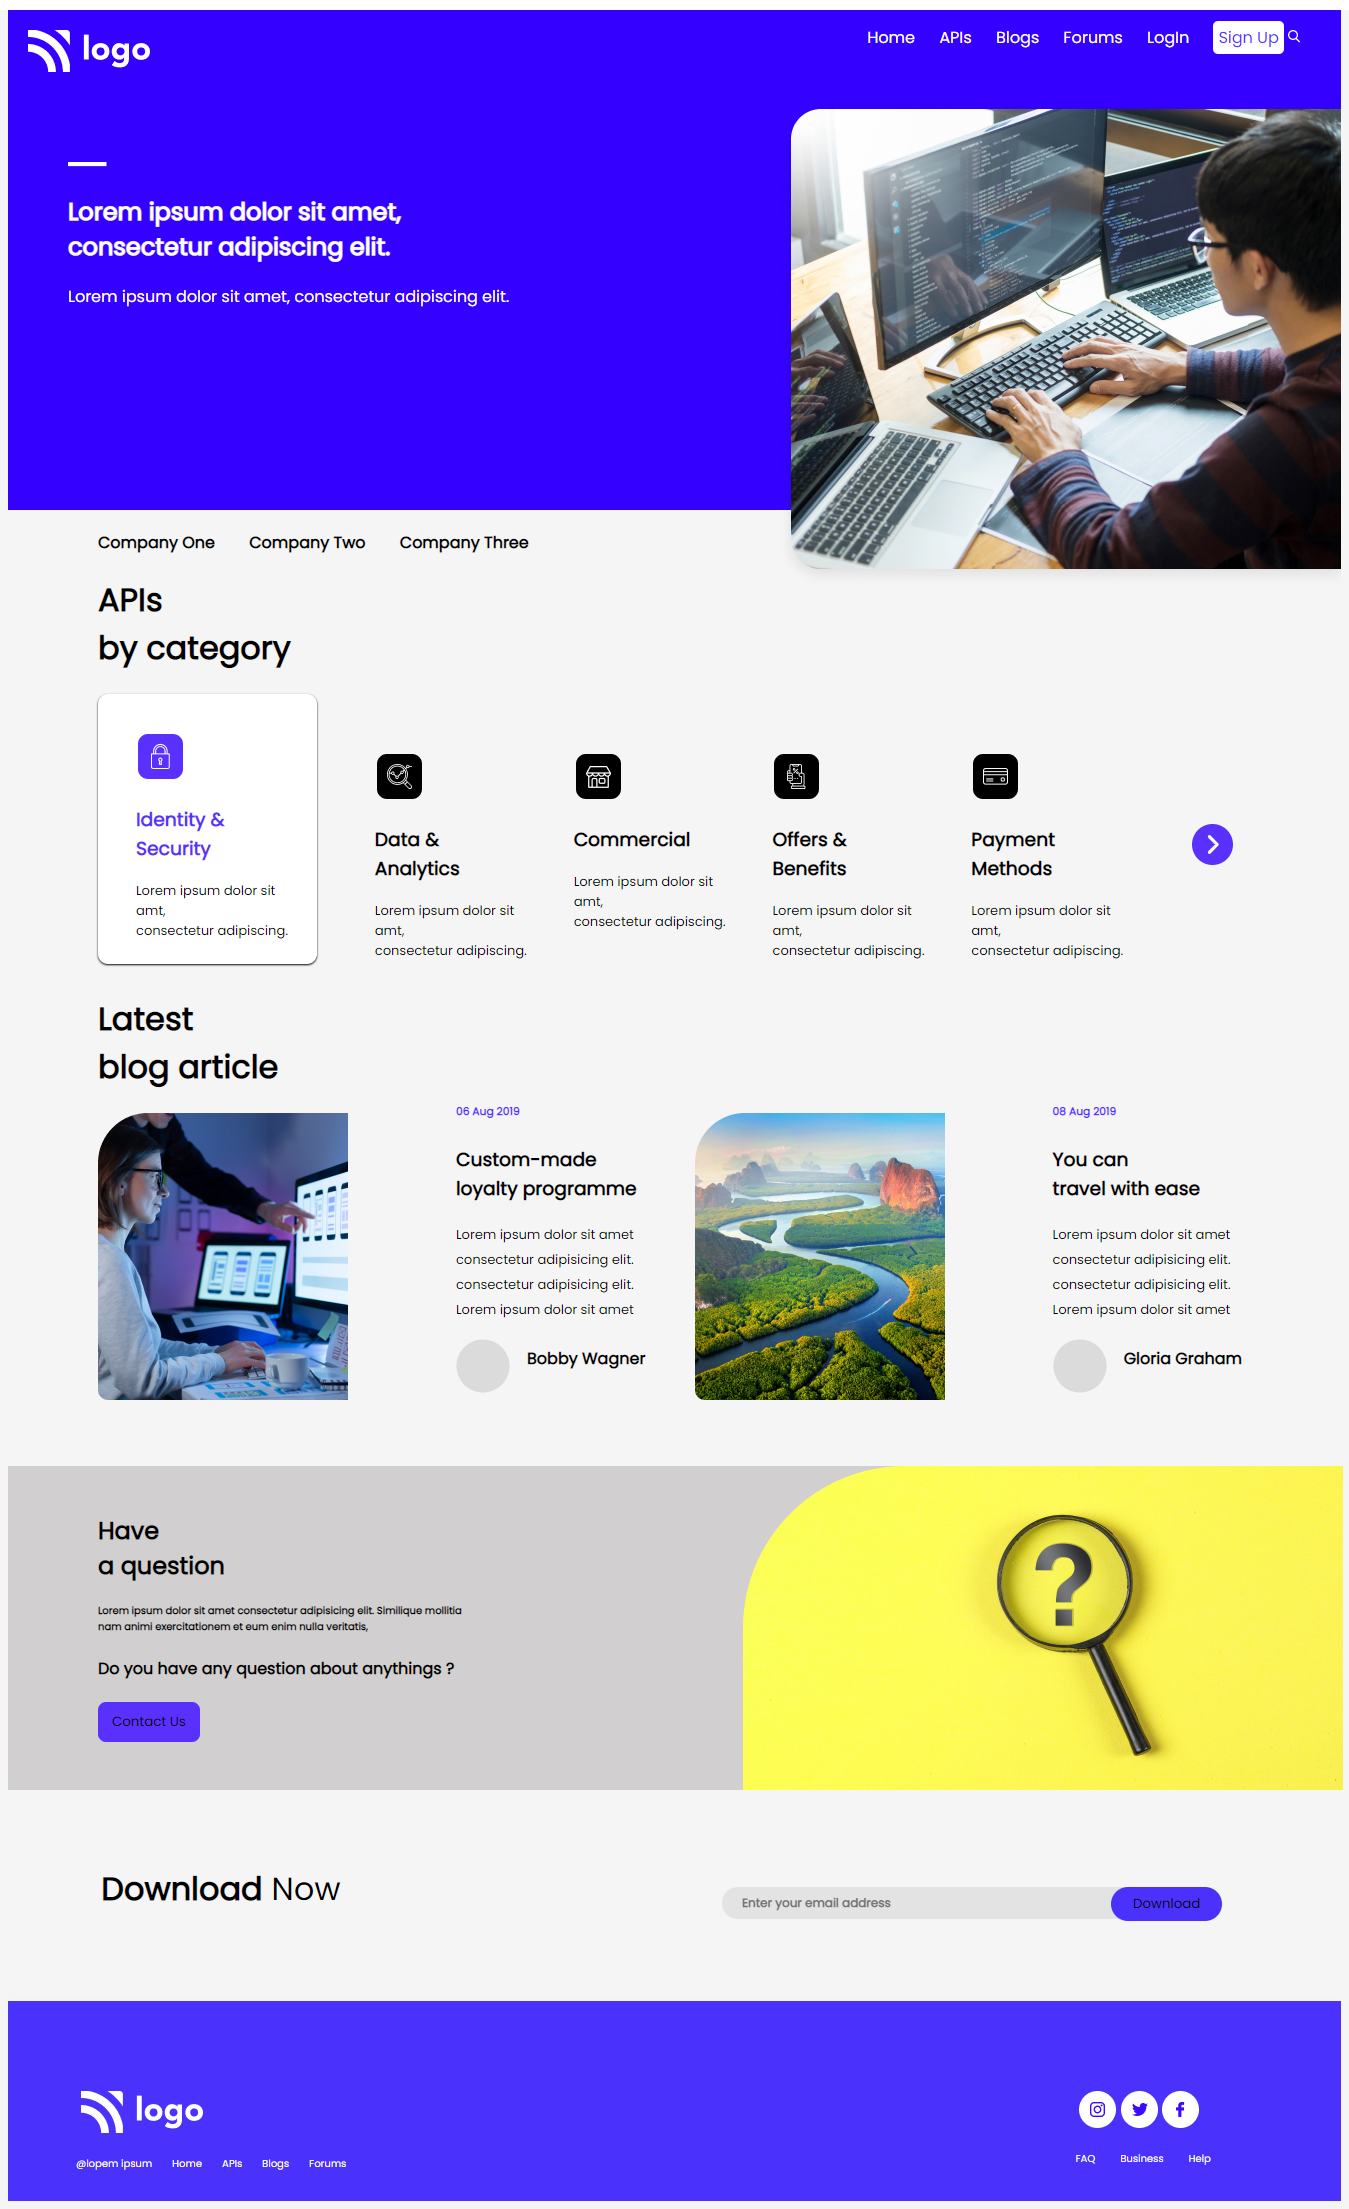 logo
Home APIs Blogs Forums LogIn Sign Up
Lorem ipsum dolor sit amet,
consectetur adipiscing elit.
Lorem ipsum dolor sit amet, consectetur adipiscing elit.
Company One Company Two Company Three
APIs
by category
Identity &
Security
Lorem ipsum dolor sit
amt,
consectetur adipiscing.
Data &
Analytics
Lorem ipsum dolor sit
amt,
consectetur adipiscing.
Commercial
Lorem ipsum dolor sit
amt,
consectetur adipiscing.
Offers &
Benefits
Lorem ipsum dolor sit
amt,
consectetur adipiscing.
Payment
Methods
Lorem ipsum dolor sit
amt,
consectetur adipiscing.
Latest
blog article
06 Aug 2019
Custom-made
loyalty programme
Lorem ipsum dolor sit amet
consectetur adipisicing elit.
consectetur adipisicing elit.
Lorem ipsum dolor sit amet
Bobby Wagner
08 Aug 2019
You can
travel with ease
Lorem ipsum dolor sit amet
consectetur adipisicing elit.
consectetur adipisicing elit.
Lorem ipsum dolor sit amet
Gloria Graham
Have
a question
Lorem ipsum dolor sit amet consectetur adipisicing elit. Similique mollitia
nam animi exercitationem et eum enim nulla veritatis,
Do you have any question about anythings ?
Contact Us
?
Download Now
Enter your email address
Download
logo
@lopem ipsum Home APIs Blogs Forums
FAQ Business Help